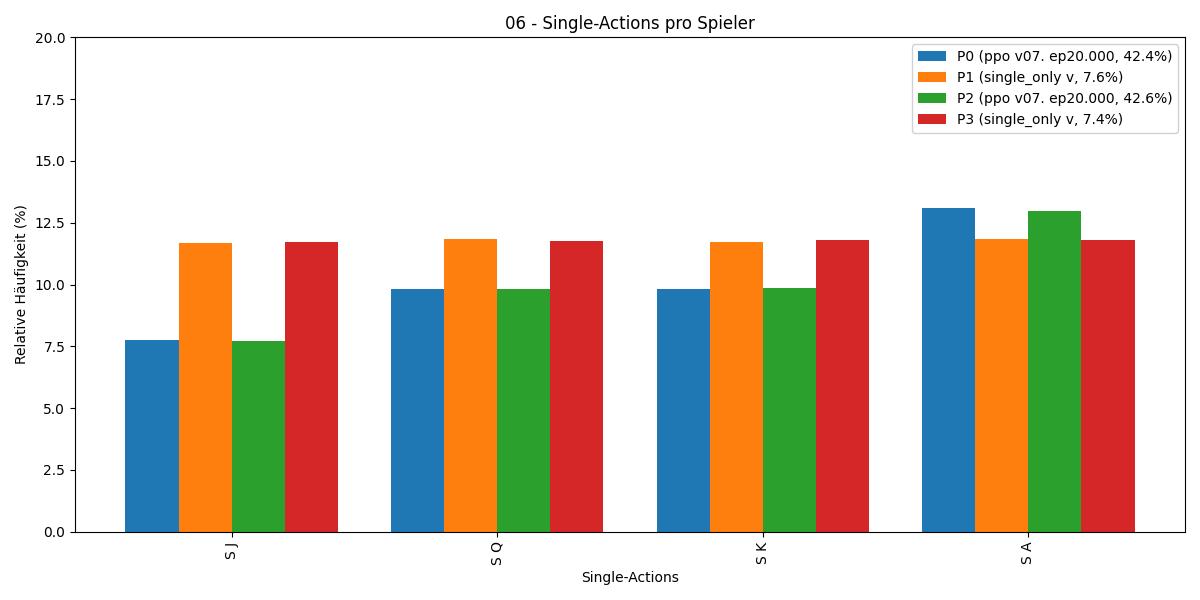 06 - Single-Actions pro Spieler
P0 (ppo v07. ep20.000, 42.4%)
P1 (single_only v, 7.6%)
P2 (ppo v07. ep20.000, 42.6%)
P3 (single_only v, 7.4%)
Relative Häufigkeit (%)
20.0
17.5
15.0
12.5
10.0
7.5
5.0
2.5
0.0
S J
S Q
S K
S A
Single-Actions